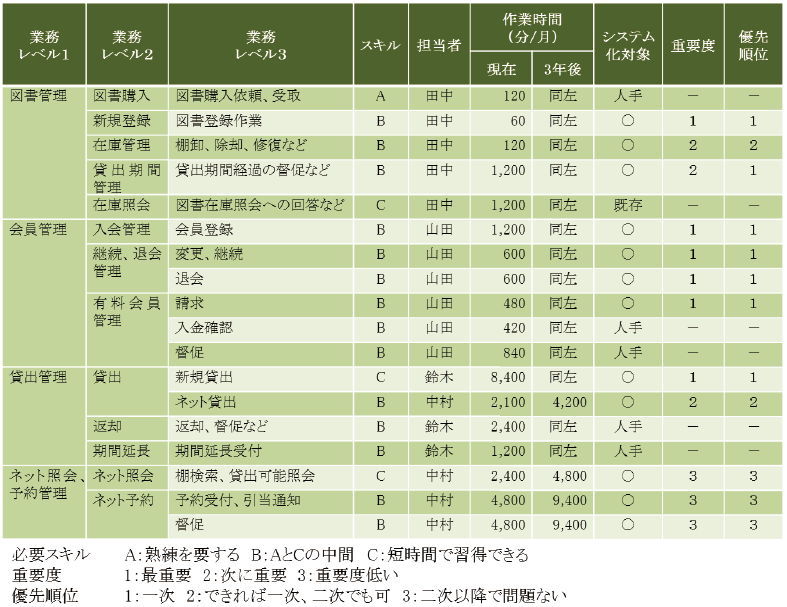 業務レベル1 業務レベル2 業務レベル3 スキル 担当者 作業時間(分/月) システム化対象 重要度 優先順位
現在 3年後
図書管理 図書購入 図書購入依頼、受取 A 田中 120 同左 人手 － －
新規登録 図書登録作業 B 田中 60 同左 ○ 1 1
在庫管理 棚卸、除却、修復など B 田中 120 同左 ○ 2 2
貸出期間管理 貸出期間経過の督促など B 田中 1,200 同左 ○ 2 1
在庫照会 図書在庫照会への回答など C 田中 1,200 同左 既存 － －
会員管理 入会管理 会員登録 B 山田 1,200 同左 ○ 1 1
継続、退会管理 変更、継続 B 山田 600 同左 ○ 1 1
退会 B 山田 600 同左 ○ 1 1
有料会員管理 請求 B 山田 480 同左 ○ 1 1
入金確認 B 山田 420 同左 人手 － －
督促 B 山田 840 同左 人手 － －
貸出管理 貸出 新規貸出 C 鈴木 8,400 同左 ○ 1 1
ネット貸出 B 中村 2,100 4,200 ○ 2 2
返却 返却、督促など B 鈴木 2,400 同左 人手 － －
期間延長 期間延長受付 B 鈴木 1,200 同左 人手 － －
ネット照会、予約管理 ネット照会 棚検索、貸出可能照会 C 中村 2,400 4,800 ○ 3 3
ネット予約 予約受付、引当通知 B 中村 4,800 9,400 ○ 3 3
督促 B 中村 4,800 9,400 ○ 3 3
必要スキル A:熟練を要する B:AとCの中間 C:短時間で習得できる
重要度 1:最重要 2:次に重要 3:重要度低い
優先順位 1:一次 2:できれば一次、二次でも可 3:二次以降で問題ない